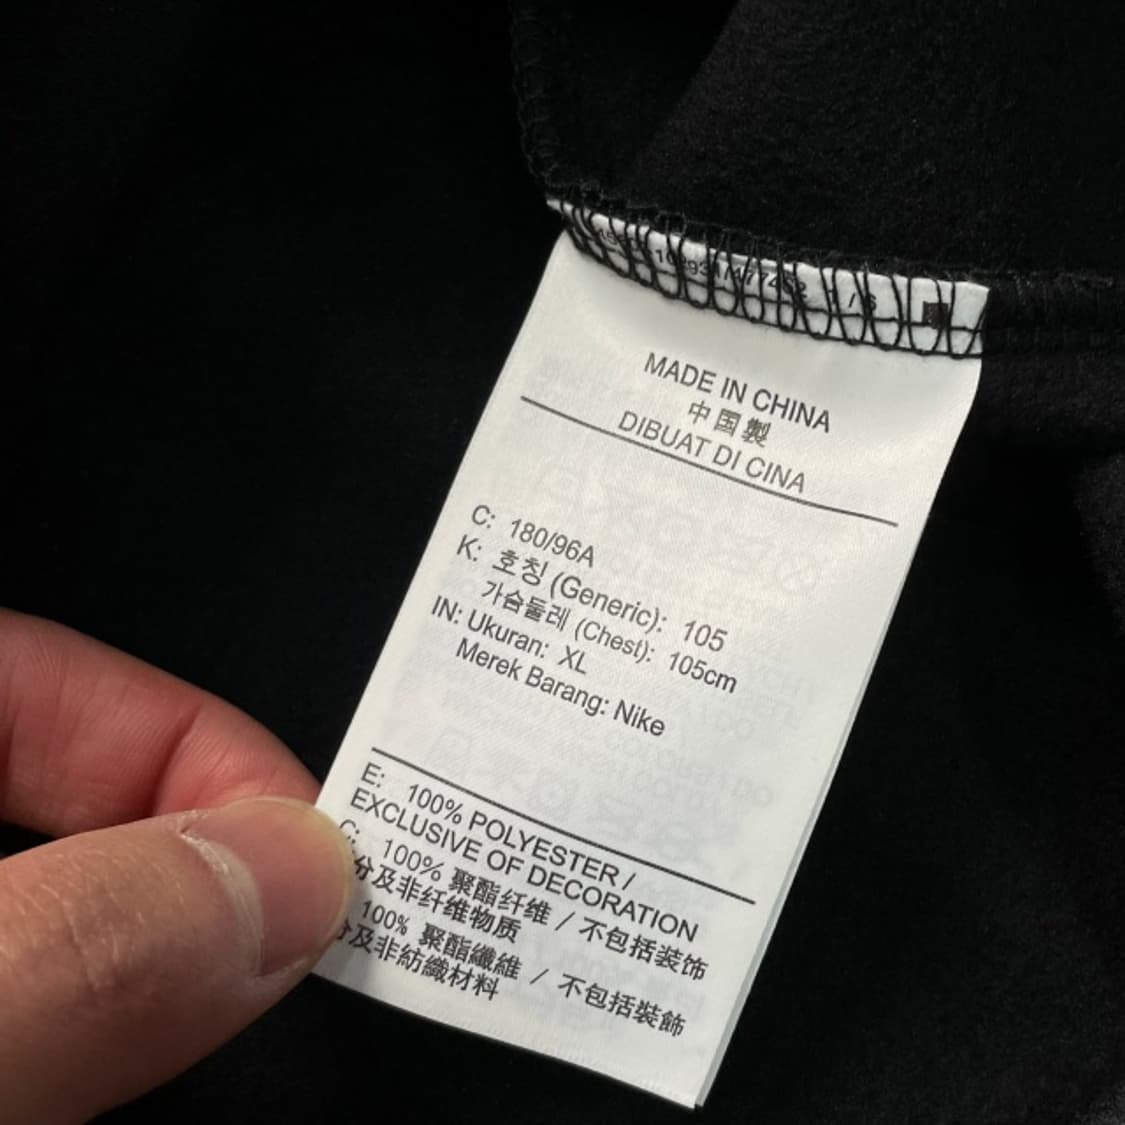 MADE IN CHINA
中国製
DIBUAT DI CINA
C: 180/96A
K: 호칭 (Generic): 105
가슴둘레 (Chest): 105cm
IN: Ukuran: XL
Merek Barang: Nike
E: 100% POLYESTER /
EXCLUSIVE OF DECORATION
C: 100% 聚酯纤维 / 不包括装饰
分及非纤维物质
100% 聚酯纖維 / 不包括裝飾
分及非紡織材料